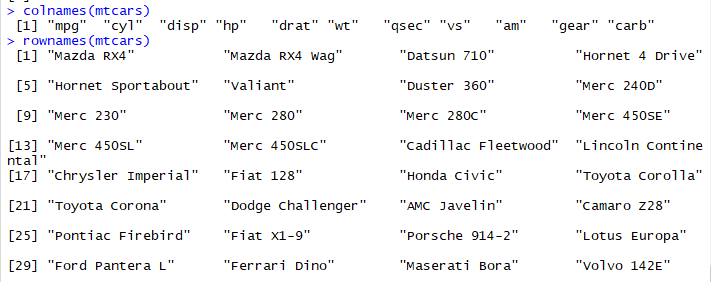 > colnames(mtcars)
 [1] "mpg"  "cyl"  "disp" "hp"   "drat" "wt"   "qsec" "vs"   "am"   "gear" "carb"
> rownames(mtcars)
 [1] "Mazda RX4"           "Mazda RX4 Wag"       "Datsun 710"          "Hornet 4 Drive"
 [5] "Hornet Sportabout"   "Valiant"             "Duster 360"          "Merc 240D"
 [9] "Merc 230"            "Merc 280"            "Merc 280C"           "Merc 450SE"
[13] "Merc 450SL"          "Merc 450SLC"         "Cadillac Fleetwood"  "Lincoln Contine
ntal"
[17] "Chrysler Imperial"   "Fiat 128"            "Honda Civic"         "Toyota Corolla"
[21] "Toyota Corona"       "Dodge Challenger"    "AMC Javelin"         "Camaro Z28"
[25] "Pontiac Firebird"    "Fiat X1-9"           "Porsche 914-2"       "Lotus Europa"
[29] "Ford Pantera L"      "Ferrari Dino"        "Maserati Bora"       "Volvo 142E"